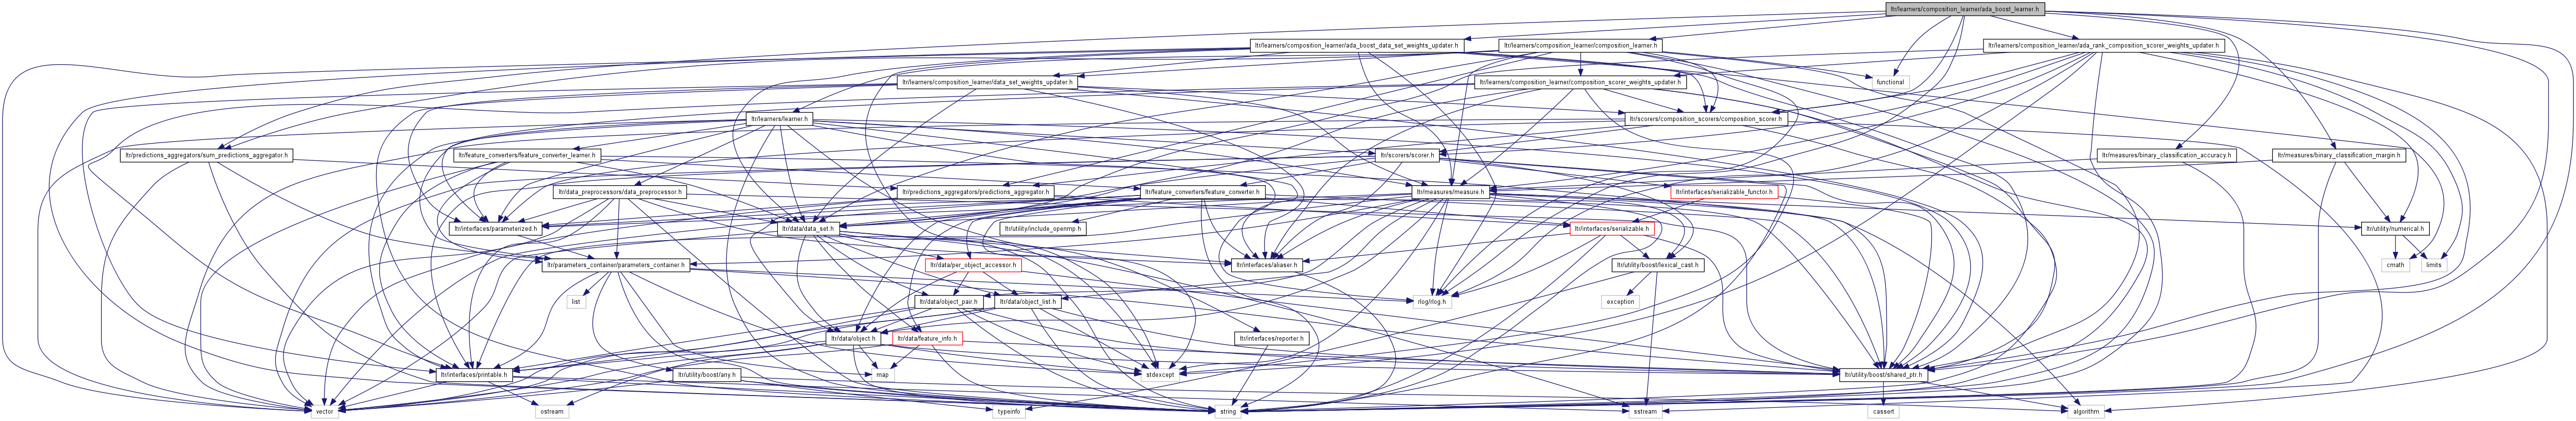 ltr/learners/composition_learner/ada_boost_learner.h
ltr/learners/composition_learner/ada_boost_data_set_weights_updater.h
ltr/learners/composition_learner/composition_learner.h
ltr/learners/composition_learner/ada_rank_composition_scorer_weights_updater.h
ltr/learners/composition_learner/data_set_weights_updater.h
ltr/learners/composition_learner/composition_scorer_weights_updater.h
functional
ltr/learners/learner.h
ltr/scorers/composition_scorers/composition_scorer.h
ltr/predictions_aggregators/sum_predictions_aggregator.h
ltr/feature_converters/feature_converter_learner.h
ltr/scorers/scorer.h
ltr/measures/binary_classification_accuracy.h
ltr/measures/binary_classification_margin.h
ltr/data_preprocessors/data_preprocessor.h
ltr/predictions_aggregators/predictions_aggregator.h
ltr/feature_converters/feature_converter.h
ltr/measures/measure.h
ltr/interfaces/serializable_functor.h
ltr/interfaces/parameterized.h
ltr/data/data_set.h
ltr/utility/include_openmp.h
ltr/interfaces/serializable.h
ltr/utility/numerical.h
ltr/parameters_container/parameters_container.h
ltr/data/per_object_accessor.h
ltr/interfaces/aliaser.h
ltr/utility/boost/lexical_cast.h
cmath
limits
list
ltr/data/object_pair.h
ltr/data/object_list.h
rlog/rlog.h
exception
ltr/data/object.h
ltr/data/feature_info.h
ltr/interfaces/reporter.h
ltr/interfaces/printable.h
ltr/utility/boost/any.h
map
stdexcept
ltr/utility/boost/shared_ptr.h
vector
ostream
typeinfo
string
sstream
cassert
algorithm